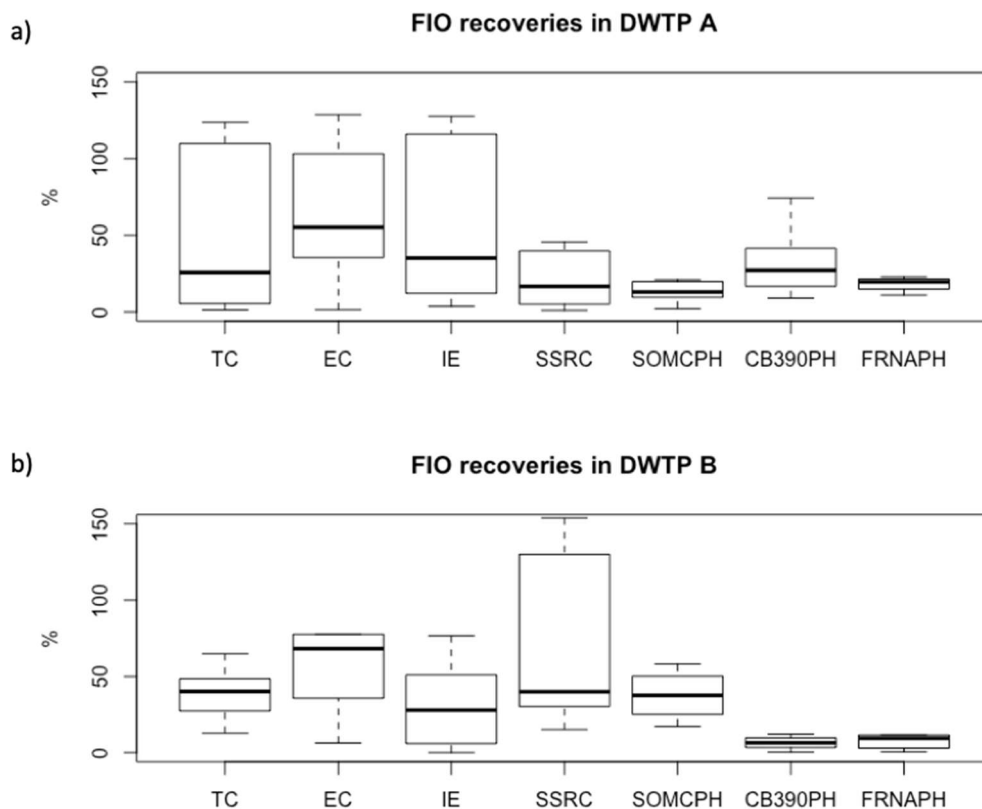 a)
FIO recoveries in DWTP A
150
100
50
0
%
TC EC IE SSRC SOMCPH CB390PH FRNAPH
b)
FIO recoveries in DWTP B
150
100
50
0
%
TC EC IE SSRC SOMCPH CB390PH FRNAPH